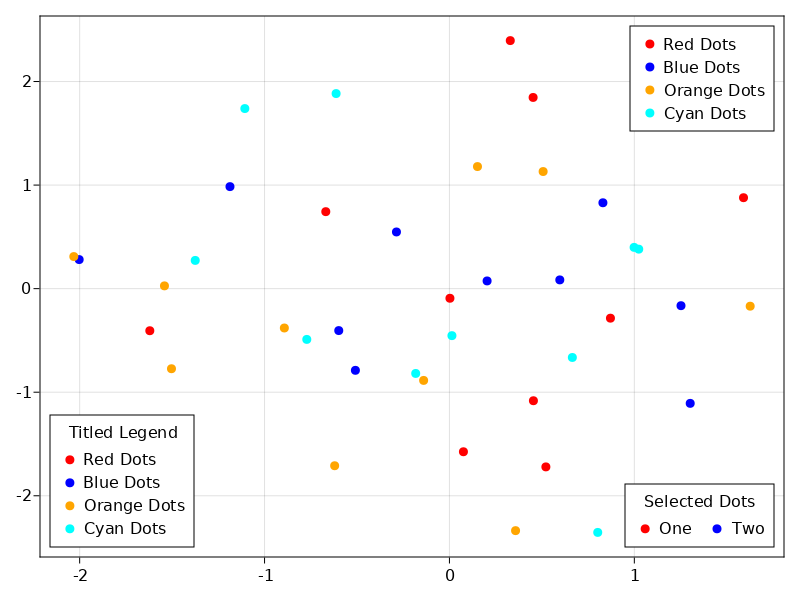 Red Dots
Blue Dots
Orange Dots
Cyan Dots
2
1
0
-1
-2
Titled Legend
Red Dots
Blue Dots
Orange Dots
Cyan Dots
Selected Dots
One Two
-2 -1 0 1